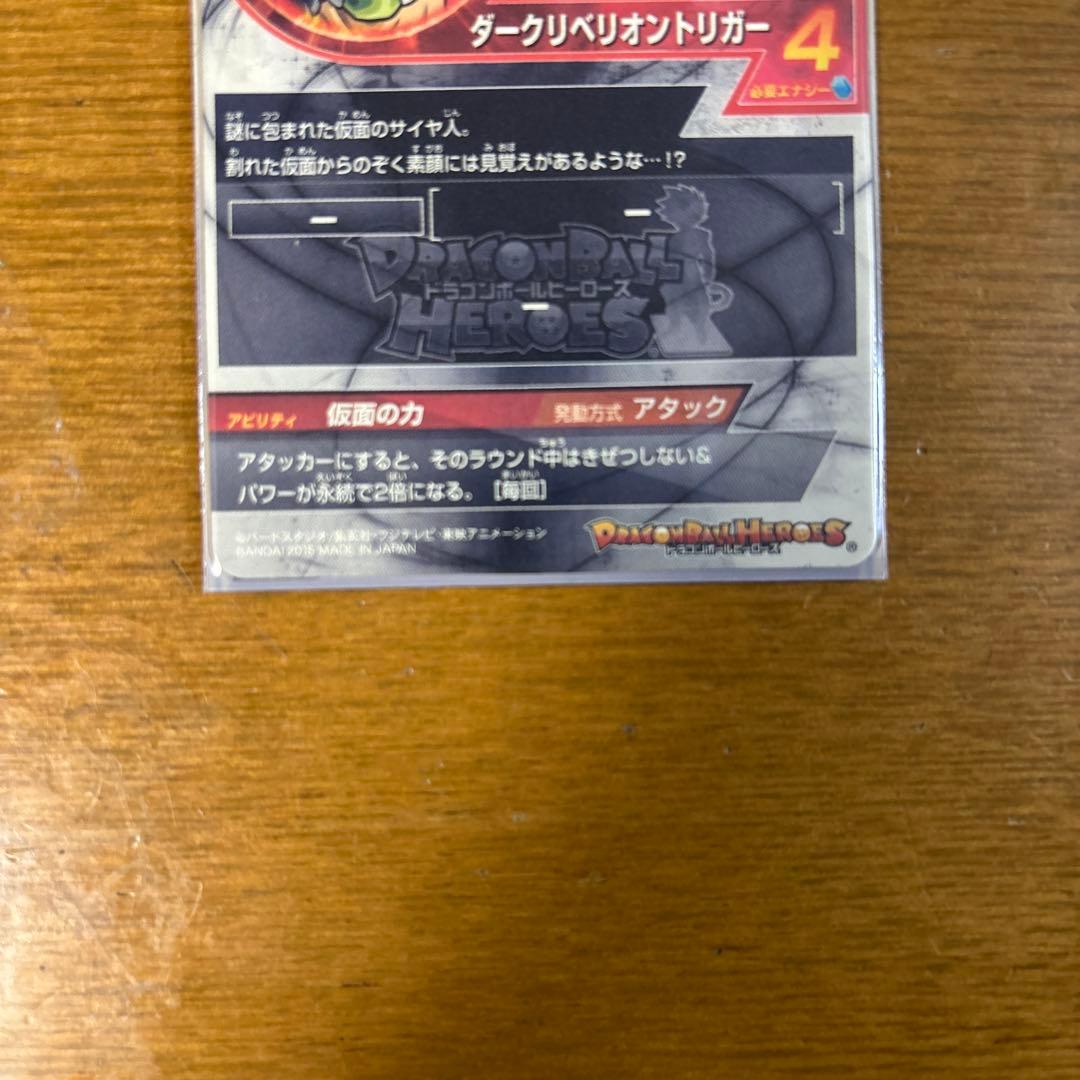 ダークリベリオントリガー
4
必要エナジー
謎に包まれた仮面のサイヤ人。
割れた仮面からのぞく素顔には見覚えがあるような…!?
ー
ー
DRAGONBALL
ドラゴンボールヒーローズ
HEROES
ー
アビリティ 仮面の力 発動方式 アタック
アタッカーにすると、そのラウンド中はきぜつしない&
パワーが永続で2倍になる。[毎回]
©バードスタジオ/集英社・フジテレビ・東映アニメーション
BANDAI 2015 MADE IN JAPAN
DRAGONBALL HEROES
ドラゴンボールヒーローズ